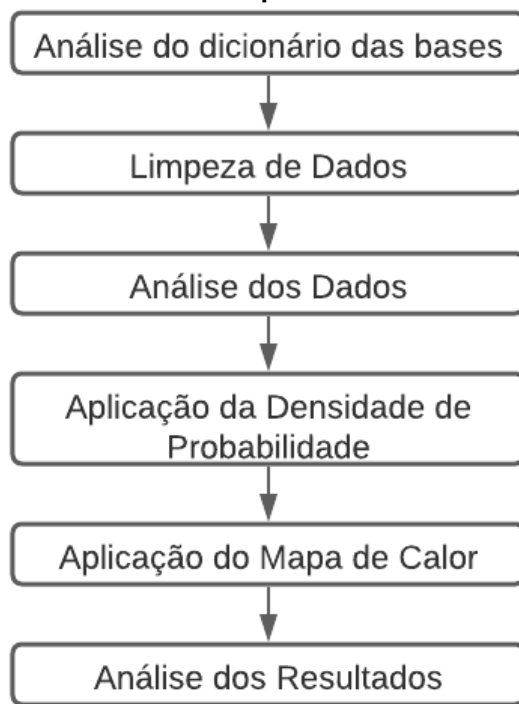 Análise do dicionário das bases
Limpeza de Dados
Análise dos Dados
Aplicação da Densidade de
Probabilidade
Aplicação do Mapa de Calor
Análise dos Resultados